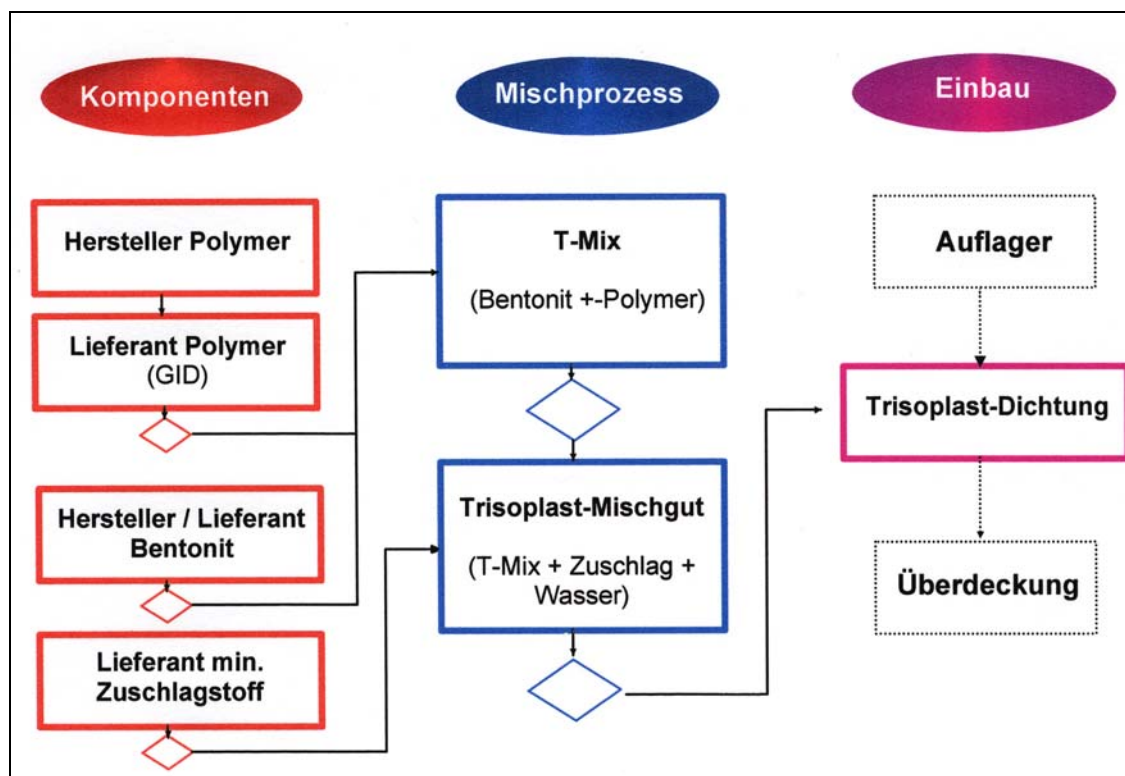 Komponenten
Mischprozess
Einbau
Hersteller Polymer
Lieferant Polymer
(GID)
Hersteller / Lieferant
Bentonit
Lieferant min.
Zuschlagstoff
T-Mix
(Bentonit +-Polymer)
Trisoplast-Mischgut
(T-Mix + Zuschlag +
Wasser)
Auflager
Trisoplast-Dichtung
Überdeckung